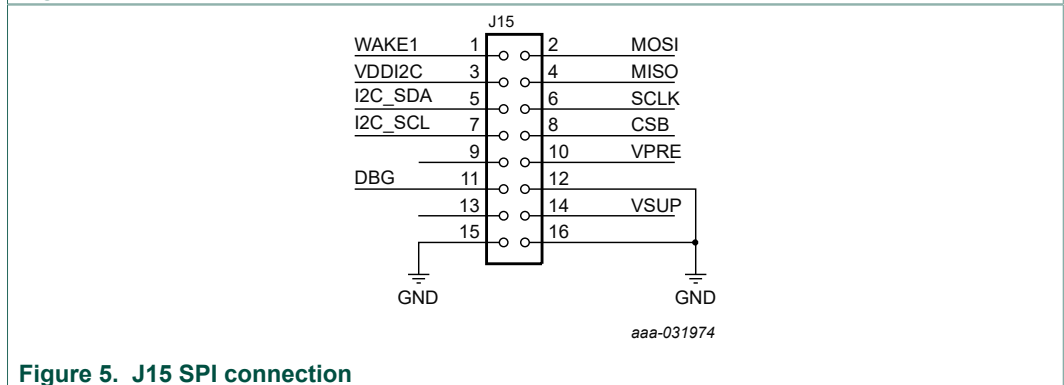 J15
WAKE1 1 2 MOSI
VDDI2C 3 4 MISO
I2C_SDA 5 6 SCLK
I2C_SCL 7 8 CSB
9 10 VPRE
DBG 11 12
13 14 VSUP
15 16
GND GND
aaa-031974
Figure 5. J15 SPI connection